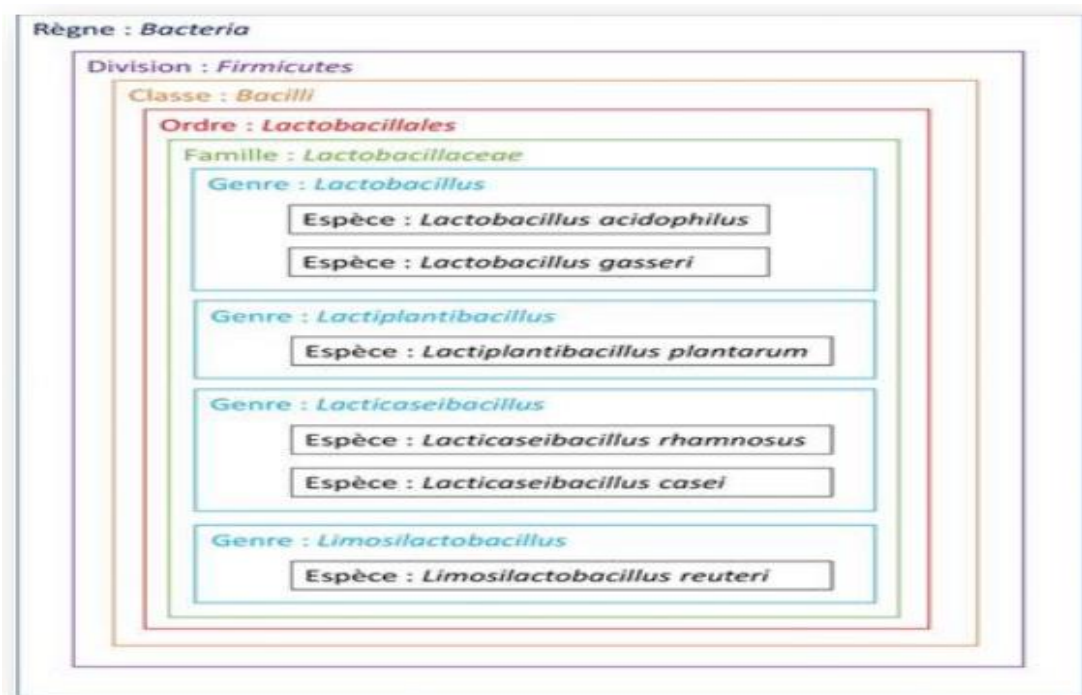 Règne : Bacteria
Division : Firmicutes
Classe : Bacilli
Ordre : Lactobacillales
Famille : Lactobacillaceae
Genre : Lactobacillus
Espèce : Lactobacillus acidophilus
Espèce : Lactobacillus gasseri
Genre : Lactiplantibacillus
Espèce : Lactiplantibacillus plantarum
Genre : Lacticaseibacillus
Espèce : Lacticaseibacillus rhamnosus
Espèce : Lacticaseibacillus casei
Genre : Limosilactobacillus
Espèce : Limosilactobacillus reuteri